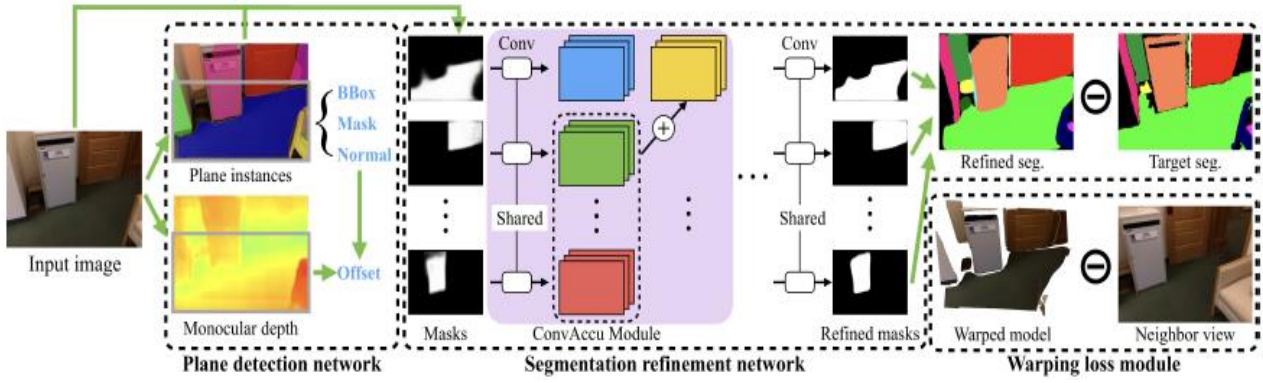 Input image
BBox
Mask
Normal
Plane instances
Offset
Monocular depth
Plane detection network
Conv
Shared
Masks
ConvAccu Module
+
Conv
Shared
Refined masks
Segmentation refinement network
Refined seg.
Target seg.
Warped model
Neighbor view
Warping loss module